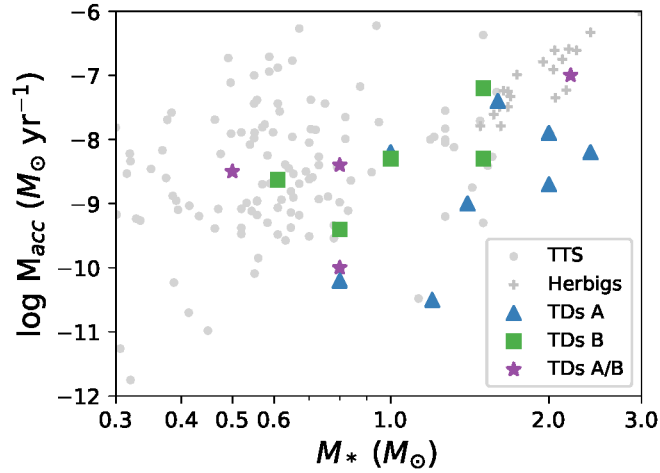 −6
−7
−8
−9
−10
−11
−12
log M_acc (M_⊙ yr⁻¹)
TTS
Herbigs
TDs A
TDs B
TDs A/B
0.3 0.4 0.5 0.6 1.0 2.0 3.0
M_* (M_⊙)